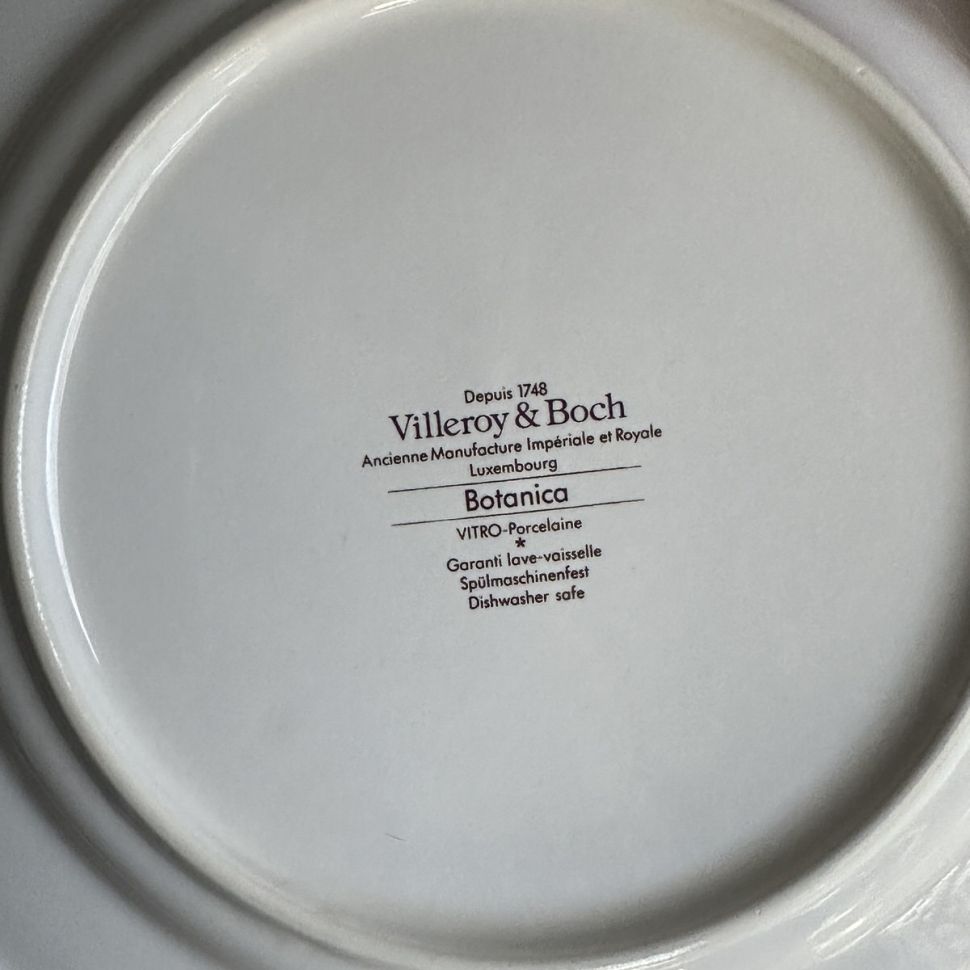 Depuis 1748
Villeroy & Boch
Ancienne Manufacture Impériale et Royale
Luxembourg
Botanica
VITRO-Porcelaine
*
Garanti lave-vaisselle
Spülmaschinenfest
Dishwasher safe